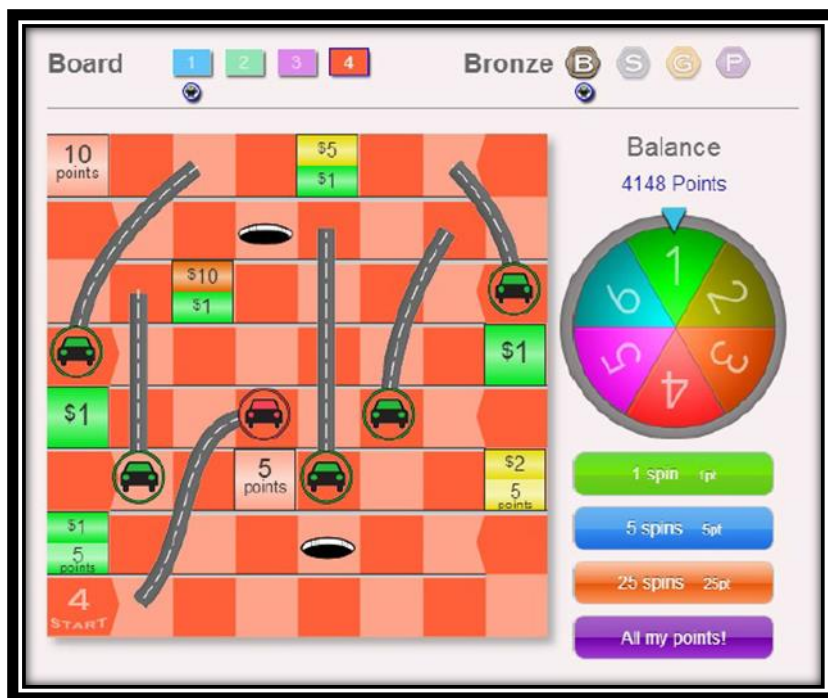 Board 1 2 3 4 Bronze B S G P
10 points
$5
$1
Balance
4148 Points
$10
$1
$1
$1
5 points
$2
5 points
$1
5 points
4
START
1 2 3 4 5 6
1 spin 1pt
5 spins 5pt
25 spins 25pt
All my points!